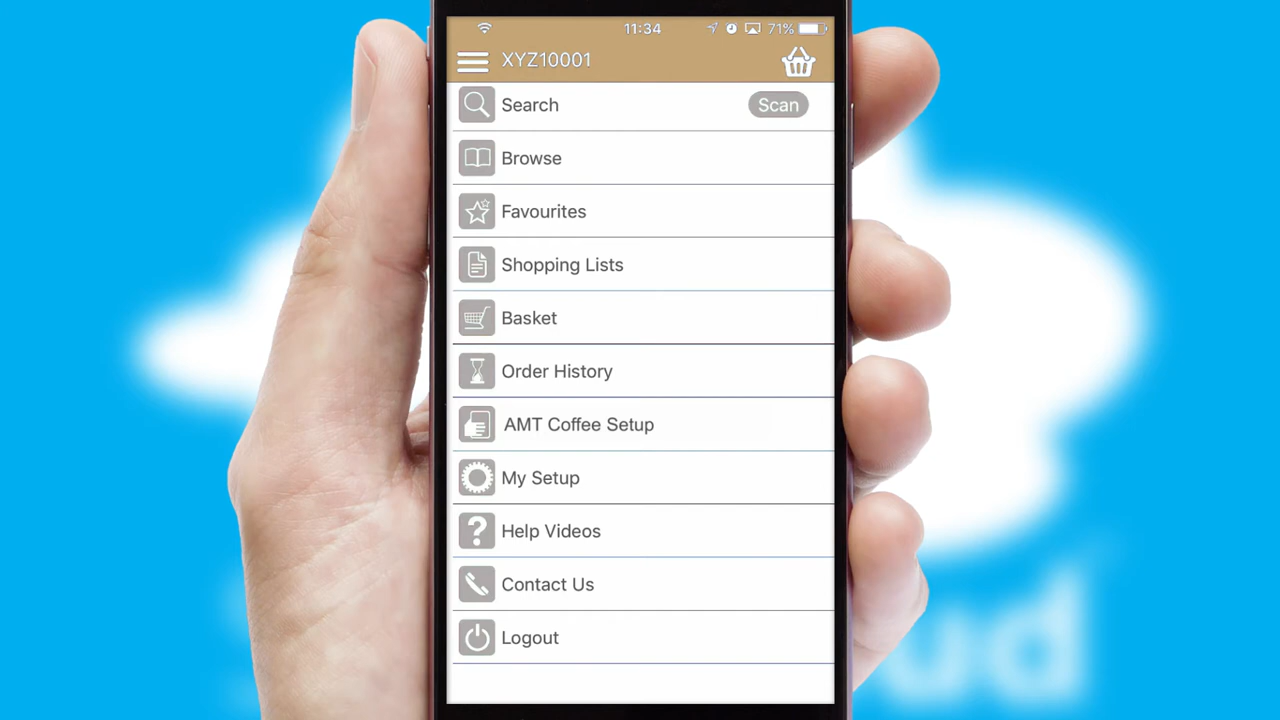 11:34 71%
XYZ10001
Search Scan
Browse
Favourites
Shopping Lists
Basket
Order History
AMT Coffee Setup
My Setup
Help Videos
Contact Us
Logout